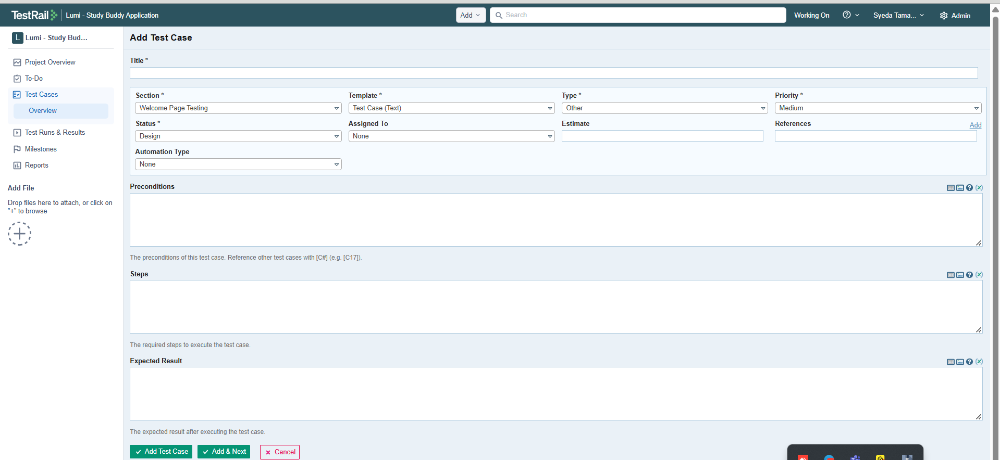 TestRail Lumi - Study Buddy Application Add Search Working On Syeda Tama... Admin
L Lumi - Study Bud...
Project Overview
To-Do
Test Cases
Overview
Test Runs & Results
Milestones
Reports
Add File
Drop files here to attach, or click on
"+" to browse
Add Test Case
Title *
Section * Template * Type * Priority *
Welcome Page Testing Test Case (Text) Other Medium
Status * Assigned To Estimate References Add
Design None
Automation Type
None
Preconditions
The preconditions of this test case. Reference other test cases with [C#] (e.g. [C17]).
Steps
The required steps to execute the test case.
Expected Result
The expected result after executing the test case.
Add Test Case Add & Next Cancel